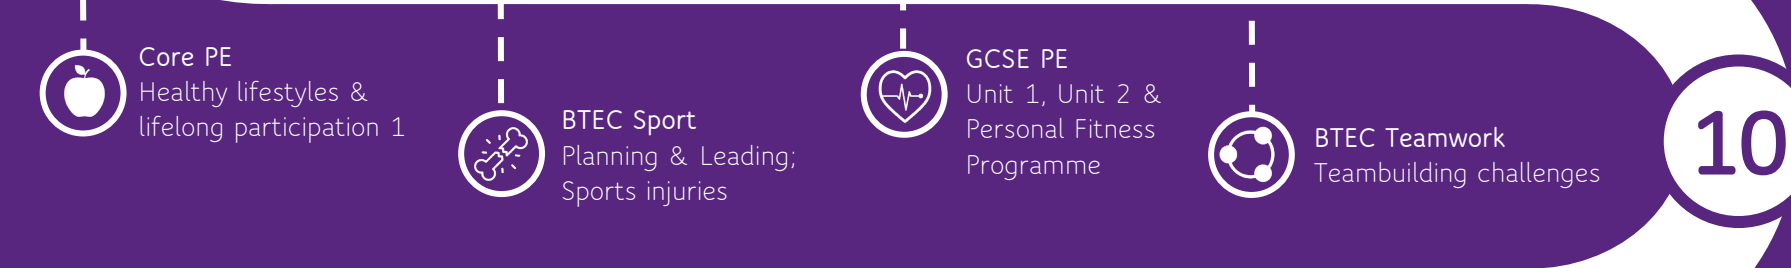 Core PE
Healthy lifestyles &
lifelong participation 1
BTEC Sport
Planning & Leading;
Sports injuries
GCSE PE
Unit 1, Unit 2 &
Personal Fitness
Programme
BTEC Teamwork
Teambuilding challenges
10